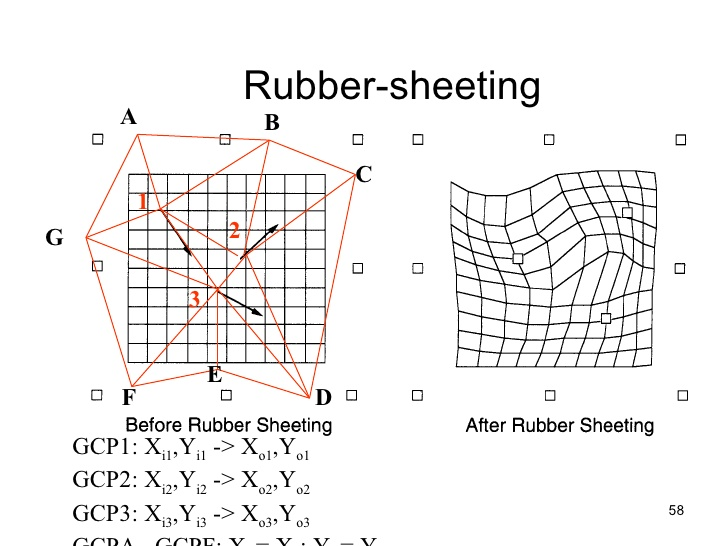 Rubber-sheeting
A
B
C
1
2
G
3
E
F
D
Before Rubber Sheeting
After Rubber Sheeting
GCP1: Xi1,Yi1 -> Xo1,Yo1
GCP2: Xi2,Yi2 -> Xo2,Yo2
GCP3: Xi3,Yi3 -> Xo3,Yo3
58